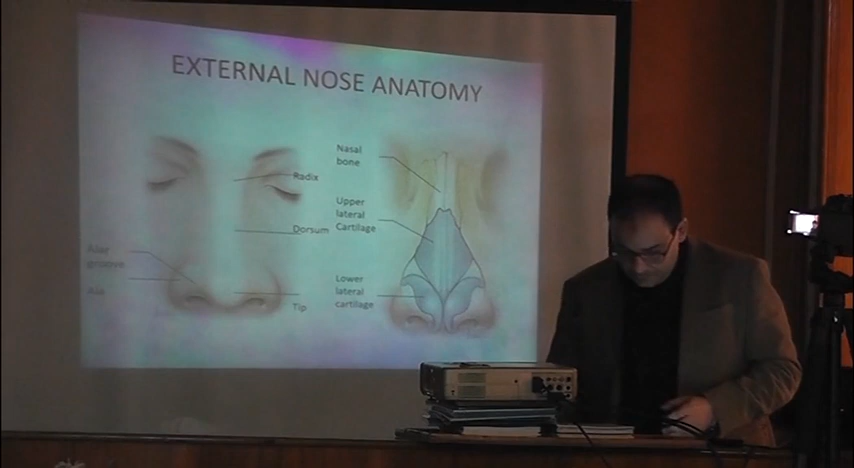 EXTERNAL NOSE ANATOMY
Radix
Dorsum
Alar
groove
Ala
Tip
Nasal
bone
Upper
lateral
Cartilage
Lower
lateral
cartilage